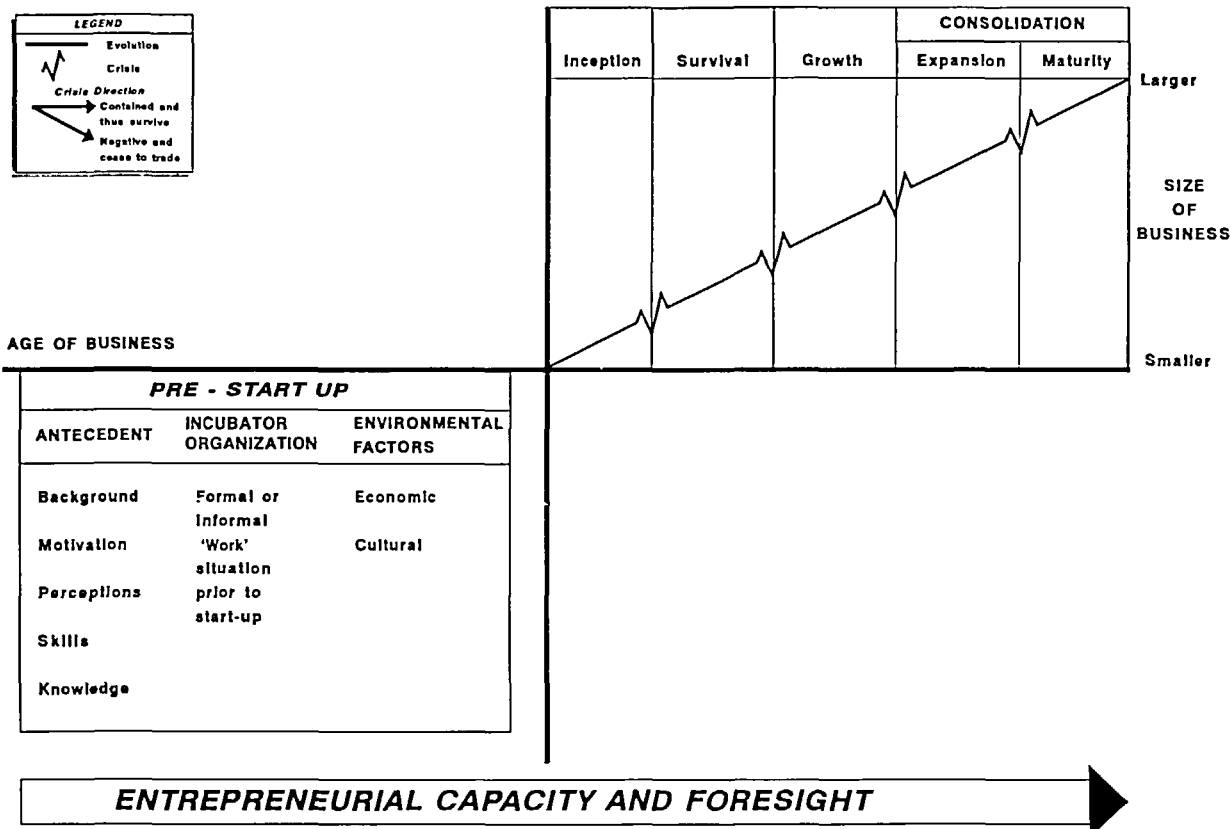 LEGEND
Evolution
Crisis
Crisis Direction
Contained and
thus survive
Negative and
cease to trade
CONSOLIDATION
Inception Survival Growth Expansion Maturity
Larger
SIZE
OF
BUSINESS
Smaller
AGE OF BUSINESS
PRE - START UP
ANTECEDENT
INCUBATOR
ORGANIZATION
ENVIRONMENTAL
FACTORS
Background
Motivation
Perceptions
Skills
Knowledge
Formal or
Informal
'Work'
situation
prior to
start-up
Economic
Cultural
ENTREPRENEURIAL CAPACITY AND FORESIGHT